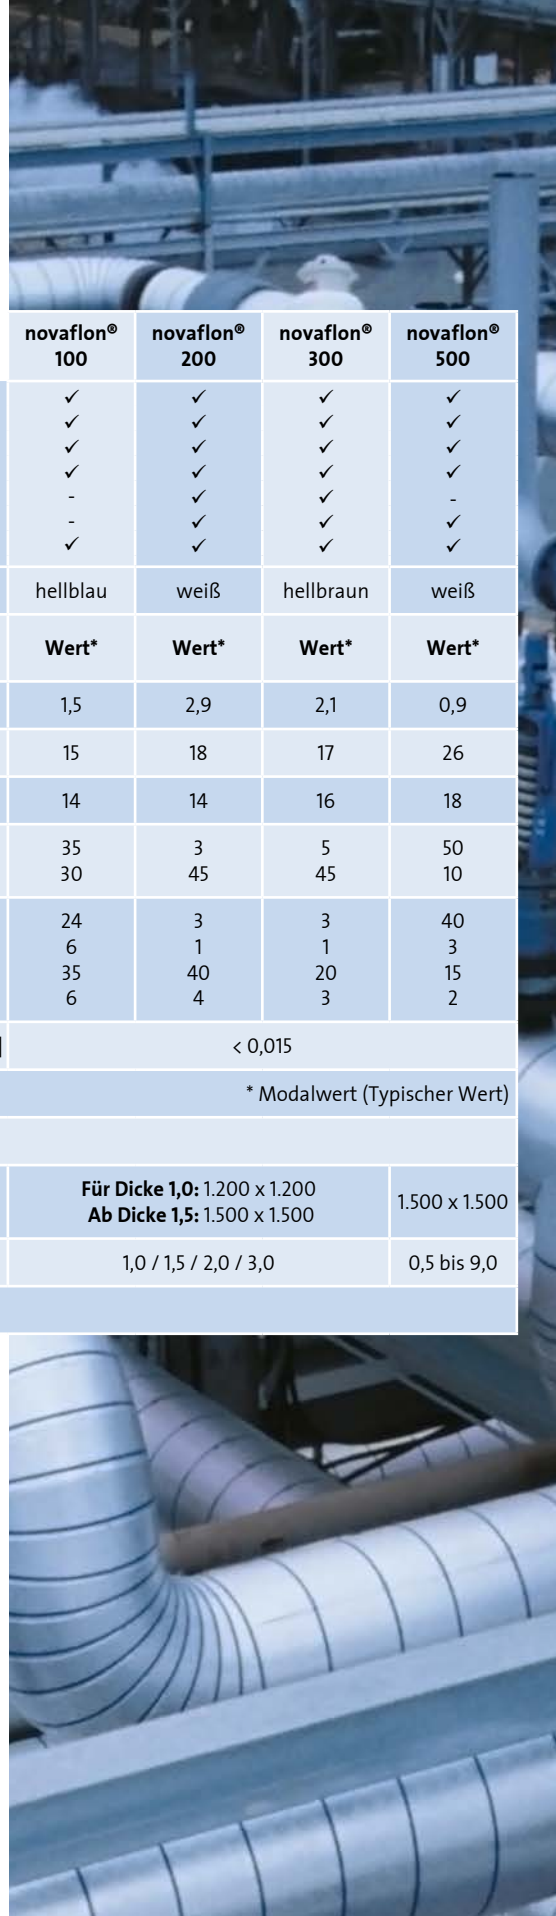 novaflon® 100 novaflon® 200 novaflon® 300 novaflon® 500
✓ ✓ ✓ ✓
✓ ✓ ✓ ✓
✓ ✓ ✓ ✓
✓ ✓ ✓ ✓
- ✓ ✓ -
- ✓ ✓ ✓
✓ ✓ ✓ ✓
hellblau weiß hellbraun weiß
Wert* Wert* Wert* Wert*
1,5 2,9 2,1 0,9
15 18 17 26
14 14 16 18
35 3 5 50
30 45 45 10
24 3 3 40
6 1 1 3
35 40 20 15
6 4 3 2
] < 0,015
* Modalwert (Typischer Wert)
Für Dicke 1,0: 1.200 x 1.200
Ab Dicke 1,5: 1.500 x 1.500
1.500 x 1.500
1,0 / 1,5 / 2,0 / 3,0 0,5 bis 9,0